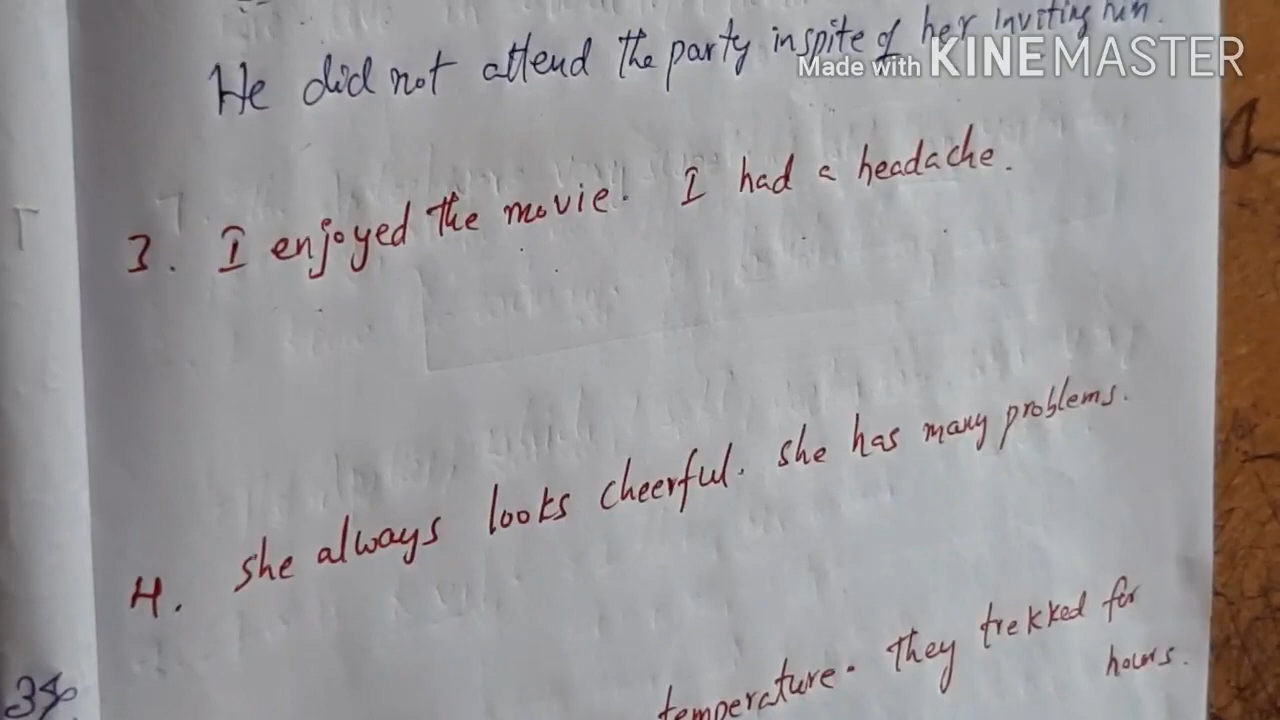 He did not attend the party inspite of her inviting him.
Made with KINEMASTER
3. I enjoyed the movie. I had a headache.
4. she always looks cheerful. she has many problems.
temperature. They trekked for
hours.